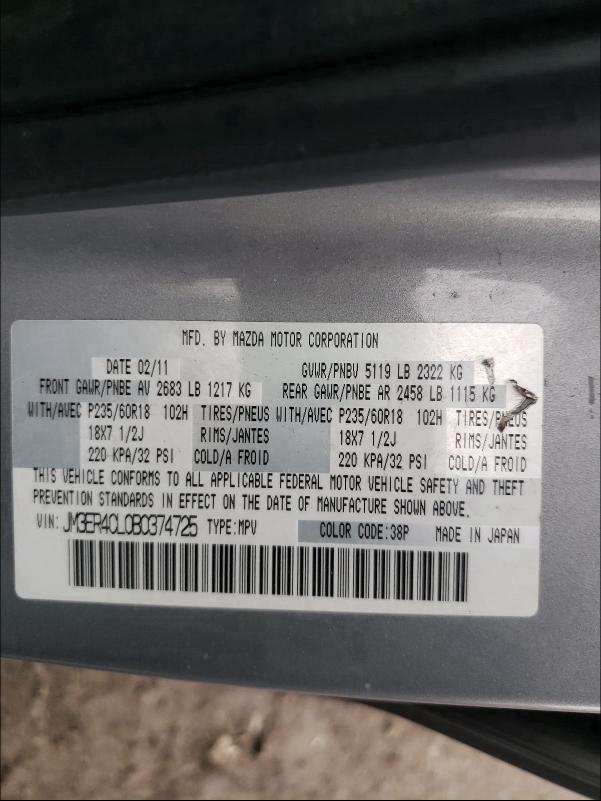 MFD. BY MAZDA MOTOR CORPORATION
DATE 02/11 GVWR/PNBV 5119 LB 2322 KG
FRONT GAWR/PNBE AV 2683 LB 1217 KG REAR GAWR/PNBE AR 2458 LB 1115 KG
WITH/AVEC P235/60R18 102H TIRES/PNEUS WITH/AVEC P235/60R18 102H TIRES/PNEUS
18X7 1/2J RIMS/JANTES 18X7 1/2J RIMS/JANTES
220 KPA/32 PSI COLD/A FROID 220 KPA/32 PSI COLD/A FROID
THIS VEHICLE CONFORMS TO ALL APPLICABLE FEDERAL MOTOR VEHICLE SAFETY AND THEFT
PREVENTION STANDARDS IN EFFECT ON THE DATE OF MANUFACTURE SHOWN ABOVE.
VIN: JM3ER4CL0B0374725 TYPE:MPV COLOR CODE:38P MADE IN JAPAN